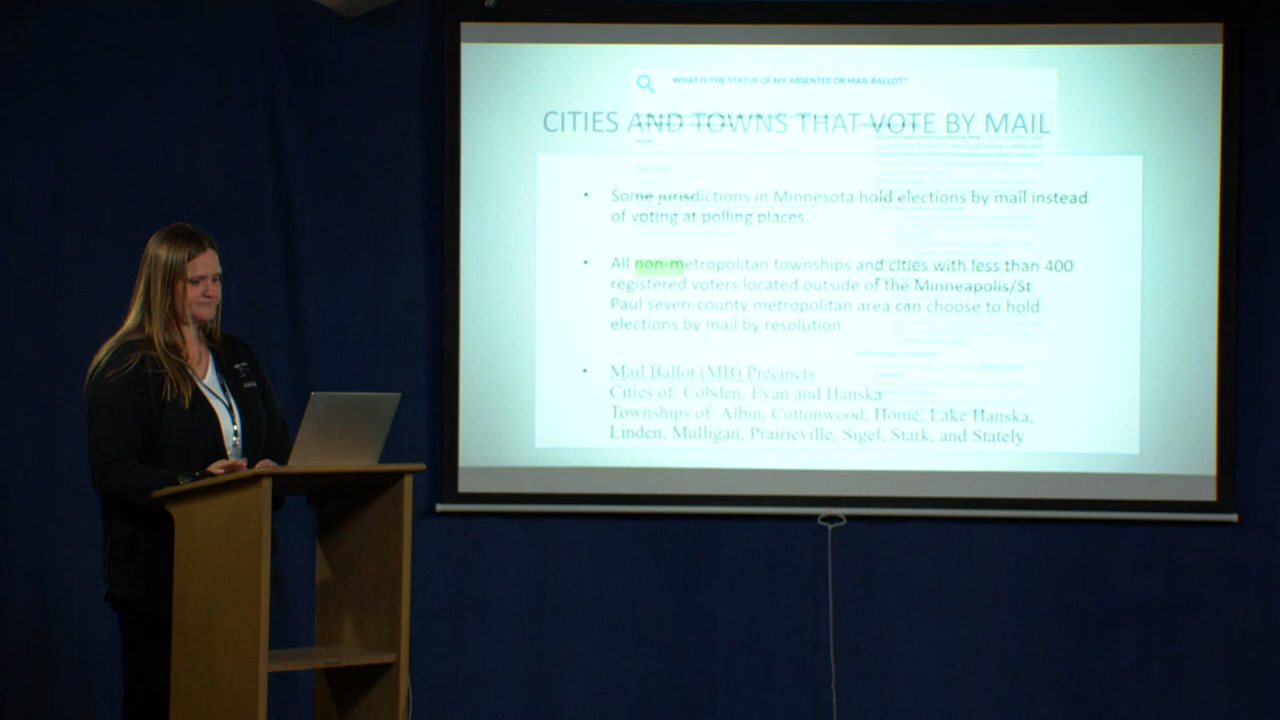 WHAT IS THE STATUS OF MY ABSENTEE OR MAIL BALLOT?
CITIES AND TOWNS THAT VOTE BY MAIL
• Some jurisdictions in Minnesota hold elections by mail instead
of voting at polling places.
• All non-metropolitan townships and cities with less than 400
registered voters located outside of the Minneapolis/St.
Paul seven-county metropolitan area can choose to hold
elections by mail by resolution.
• Mail Ballot (MB) Precincts
Cities of: Cobden, Evan and Hanska
Townships of: Albin, Cottonwood, Home, Lake Hanska,
Linden, Mulligan, Prairieville, Sigel, Stark, and Stately